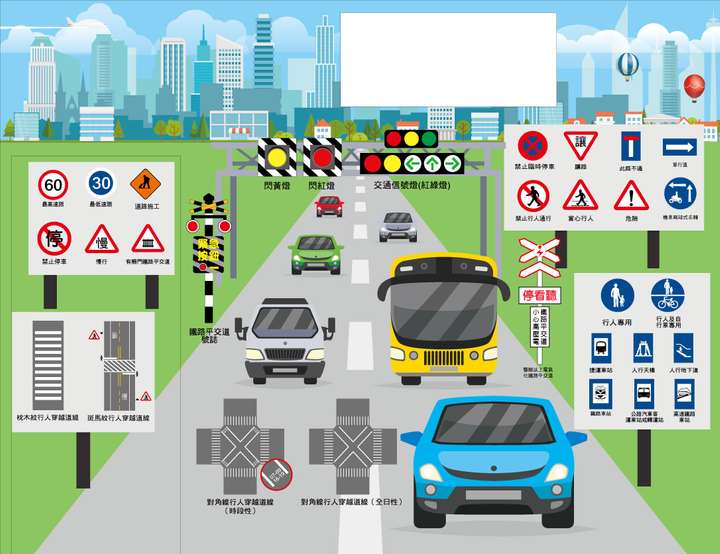 60
最高速限
30
最低速限
道路施工
停
禁止停車
慢
慢行
有柵門鐵路平交道
枕木紋行人穿越道線
斑馬紋行人穿越道線
閃黃燈
閃紅燈
交通信號燈(紅綠燈)
緊急
按鈕
鐵路平交道
號誌
停看聽
鐵路平交道
小心高壓電
禁止臨時停車
讓
讓路
此路不通
單行道
禁止行人通行
當心行人
危險
機車兩段式左轉
行人專用
行人及自
行車專用
捷運車站
人行天橋
人行地下道
鐵路車站
公路汽車客
運車站或轉運站
高速鐵路
車站
對角線行人穿越道線
(時段性)
對角線行人穿越道線(全日性)